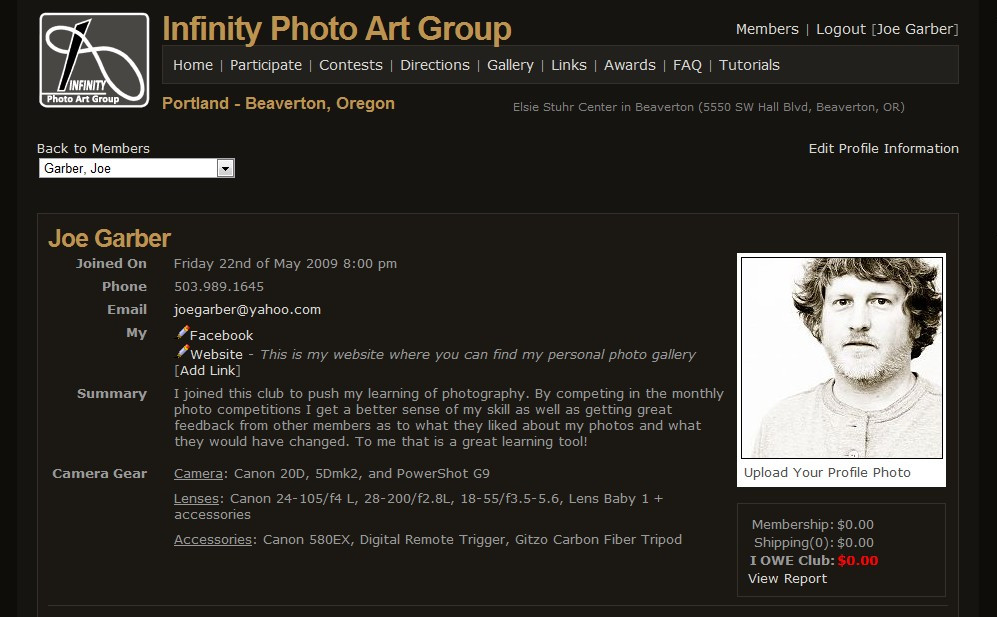 INFINITY
Photo Art Group
Infinity Photo Art Group
Members | Logout [Joe Garber]
Home | Participate | Contests | Directions | Gallery | Links | Awards | FAQ | Tutorials
Portland - Beaverton, Oregon
Elsie Stuhr Center in Beaverton (5550 SW Hall Blvd, Beaverton, OR)
Back to Members
Edit Profile Information
Garber, Joe
Joe Garber
Joined On Friday 22nd of May 2009 8:00 pm
Phone 503.989.1645
Email joegarber@yahoo.com
My Facebook
Website - This is my website where you can find my personal photo gallery
[Add Link]
Summary I joined this club to push my learning of photography. By competing in the monthly
photo competitions I get a better sense of my skill as well as getting great
feedback from other members as to what they liked about my photos and what
they would have changed. To me that is a great learning tool!
Camera Gear Camera: Canon 20D, 5Dmk2, and PowerShot G9
Lenses: Canon 24-105/f4 L, 28-200/f2.8L, 18-55/f3.5-5.6, Lens Baby 1 +
accessories
Accessories: Canon 580EX, Digital Remote Trigger, Gitzo Carbon Fiber Tripod
Upload Your Profile Photo
Membership: $0.00
Shipping(0): $0.00
I OWE Club: $0.00
View Report